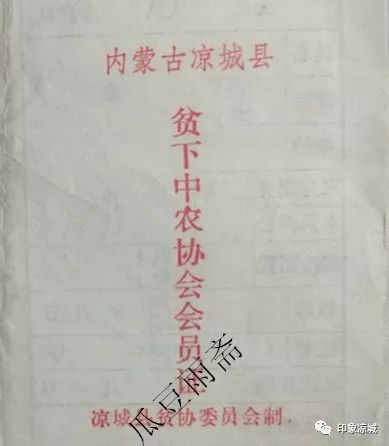 内蒙古凉城县
贫下中农协会会员证
凉城县贫协委员会制
瓜豆雨斋
印象凉城